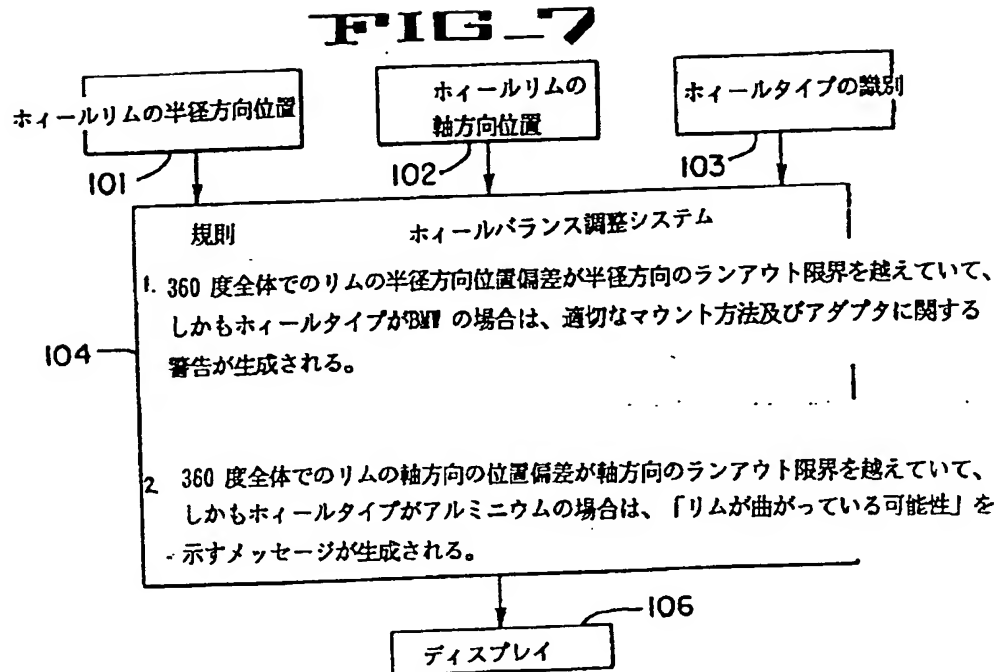 FIG_7
ホィールリムの半径方向位置
ホィールリムの
軸方向位置
ホィールタイプの識別
101
102
103
規則 ホィールバランス調整システム
1. 360 度全体でのリムの半径方向位置偏差が半径方向のランアウト限界を越えていて、
しかもホィールタイプがBMW の場合は、適切なマウント方法及びアダプタに関する
警告が生成される。
104
2 360 度全体でのリムの軸方向の位置偏差が軸方向のランアウト限界を越えていて、
しかもホィールタイプがアルミニウムの場合は、「リムが曲がっている可能性」を
示すメッセージが生成される。
106
ディスプレイ